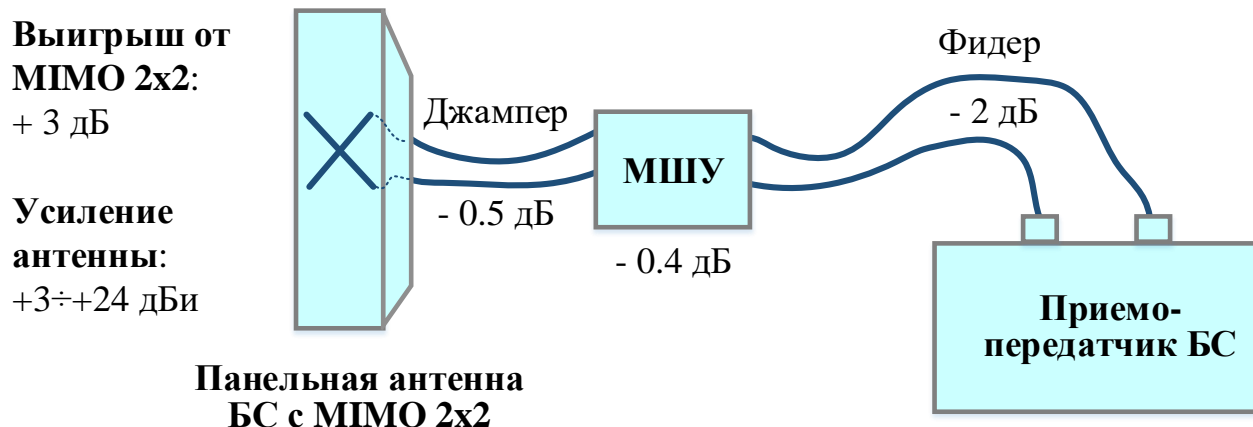 Выигрыш от
MIMO 2x2:
+ 3 дБ
Усиление
антенны:
+3÷+24 дБи
Джампер
- 0.5 дБ
МШУ
- 0.4 дБ
Фидер
- 2 дБ
Приемо-
передатчик БС
Панельная антенна
БС с MIMO 2x2